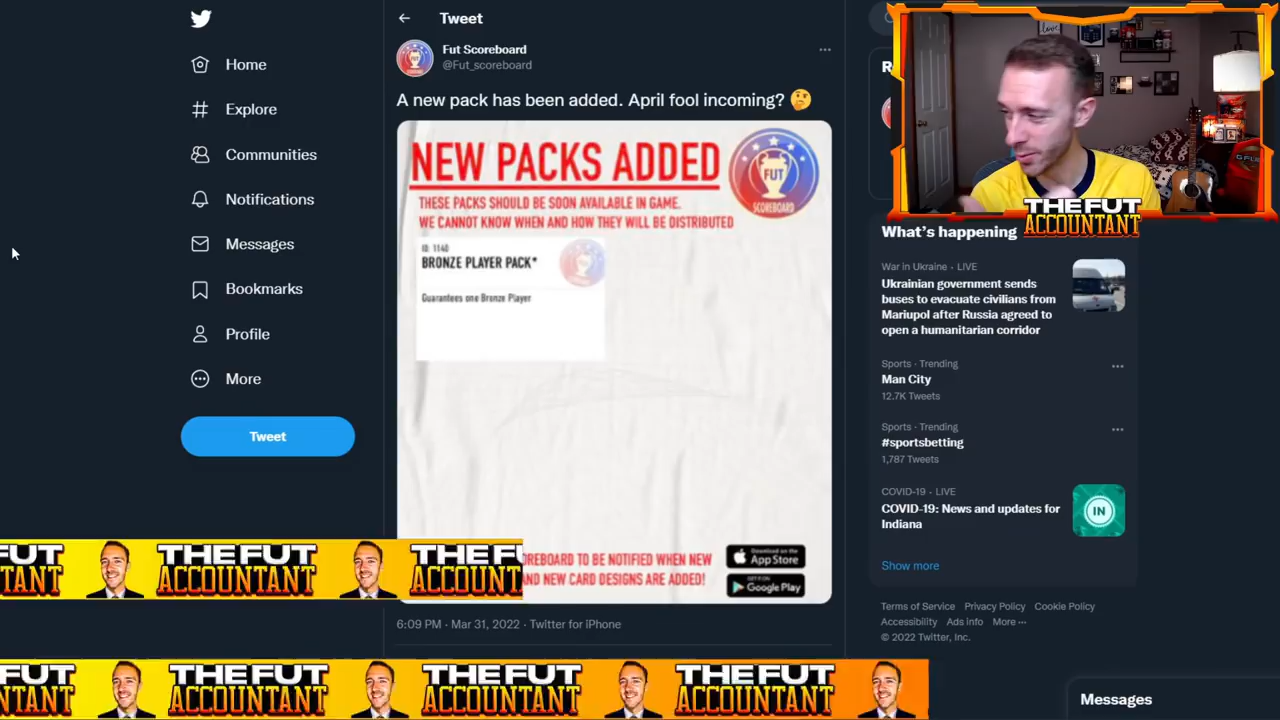 Home
Explore
Communities
Notifications
Messages
Bookmarks
Profile
More
Tweet
Tweet
Fut Scoreboard
@Fut_scoreboard
A new pack has been added. April fool incoming? 🤔
NEW PACKS ADDED
FUT
SCOREBOARD
THESE PACKS SHOULD BE SOON AVAILABLE IN GAME.
WE CANNOT KNOW WHEN AND HOW THEY WILL BE DISTRIBUTED
ID: 1140
BRONZE PLAYER PACK*
Guarantees one Bronze Player
OREBOARD TO BE NOTIFIED WHEN NEW
AND NEW CARD DESIGNS ARE ADDED!
Download on the
App Store
GET IT ON
Google Play
6:09 PM · Mar 31, 2022 · Twitter for iPhone
R
THE FUT
ACCOUNTANT
What's happening
War in Ukraine · LIVE
Ukrainian government sends
buses to evacuate civilians from
Mariupol after Russia agreed to
open a humanitarian corridor
Sports · Trending
Man City
12.7K Tweets
Sports · Trending
#sportsbetting
1,787 Tweets
COVID-19 · LIVE
COVID-19: News and updates for
Indiana
IN
Show more
Terms of Service Privacy Policy Cookie Policy
Accessibility Ads info More ···
© 2022 Twitter, Inc.
Messages
FUT THE FUT THE FU
TANT ACCOUNTANT ACCOUNT
FUT THE FUT THE FUT THE FUT
NTANT ACCOUNTANT ACCOUNTANT ACCOUNTANT